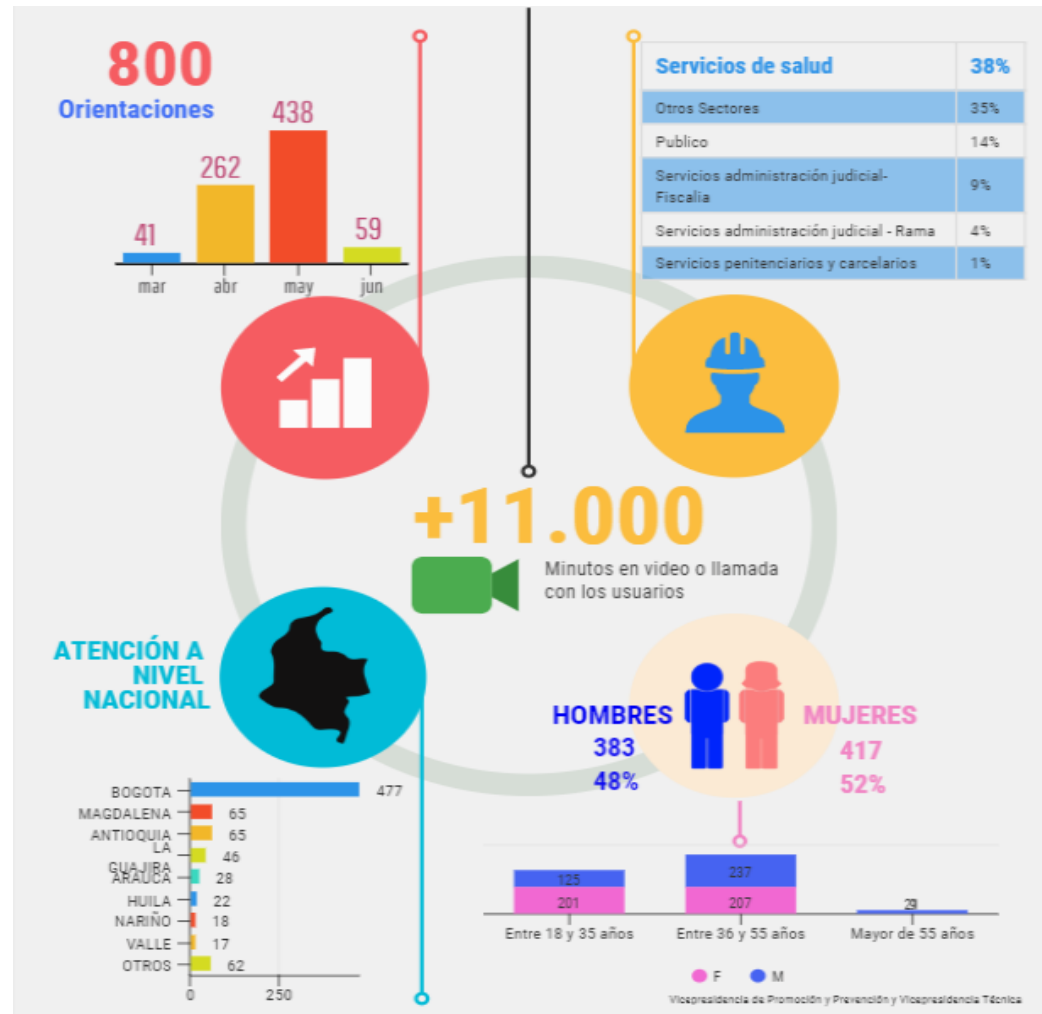 800
Orientaciones
438
262
41
59
mar
abr
may
jun
Servicios de salud 38%
Otros Sectores 35%
Publico 14%
Servicios administración judicial-
Fiscalia 9%
Servicios administración judicial - Rama 4%
Servicios penitenciarios y carcelarios 1%
+11.000
Minutos en video o llamada
con los usuarios
ATENCIÓN A
NIVEL
NACIONAL
BOGOTA 477
MAGDALENA 65
ANTIOQUIA 65
LA
GUAJIRA 46
ARAUCA 28
HUILA 22
NARIÑO 18
VALLE 17
OTROS 62
0 250
HOMBRES
383
48%
MUJERES
417
52%
125
201
237
207
Entre 18 y 35 años
Entre 36 y 55 años
Mayor de 55 años
F M
Vicepresidencia de Promoción y Prevención y Vicepresidencia Técnica